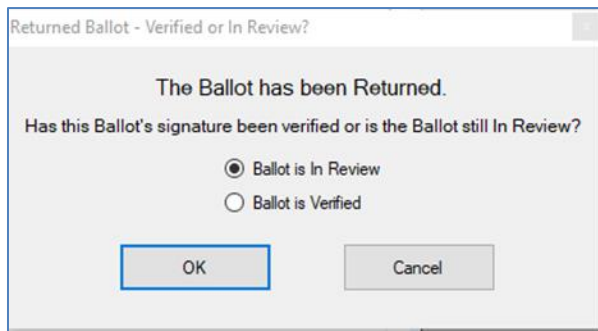 Returned Ballot - Verified or In Review?
The Ballot has been Returned.
Has this Ballot's signature been verified or is the Ballot still In Review?
Ballot is In Review
Ballot is Verified
OK Cancel